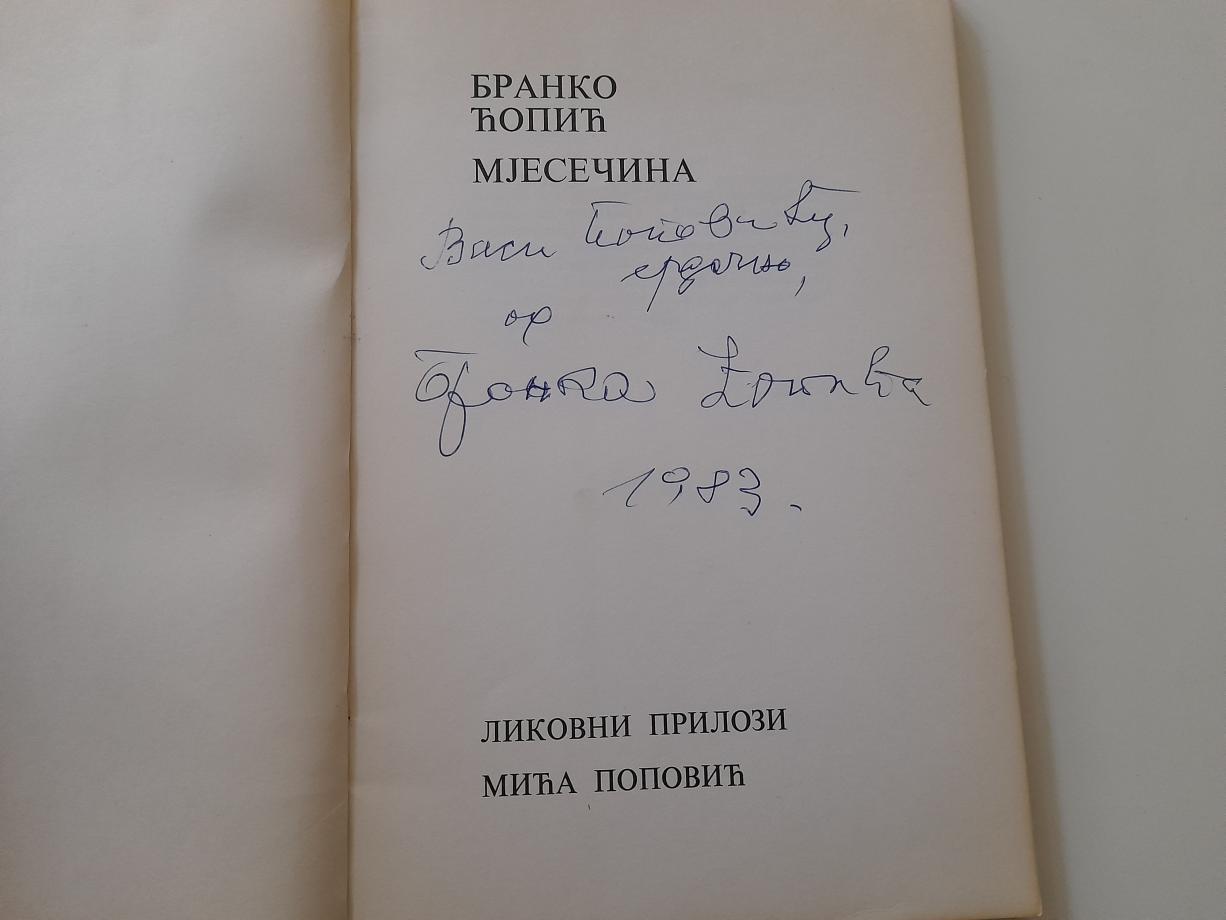 БРАНКО
ЋОПИЋ
МЈЕСЕЧИНА
Васи Поповићу,
срдачно,
од
Бранка Ћопића
1983.
ЛИКОВНИ ПРИЛОЗИ
МИЋА ПОПОВИЋ